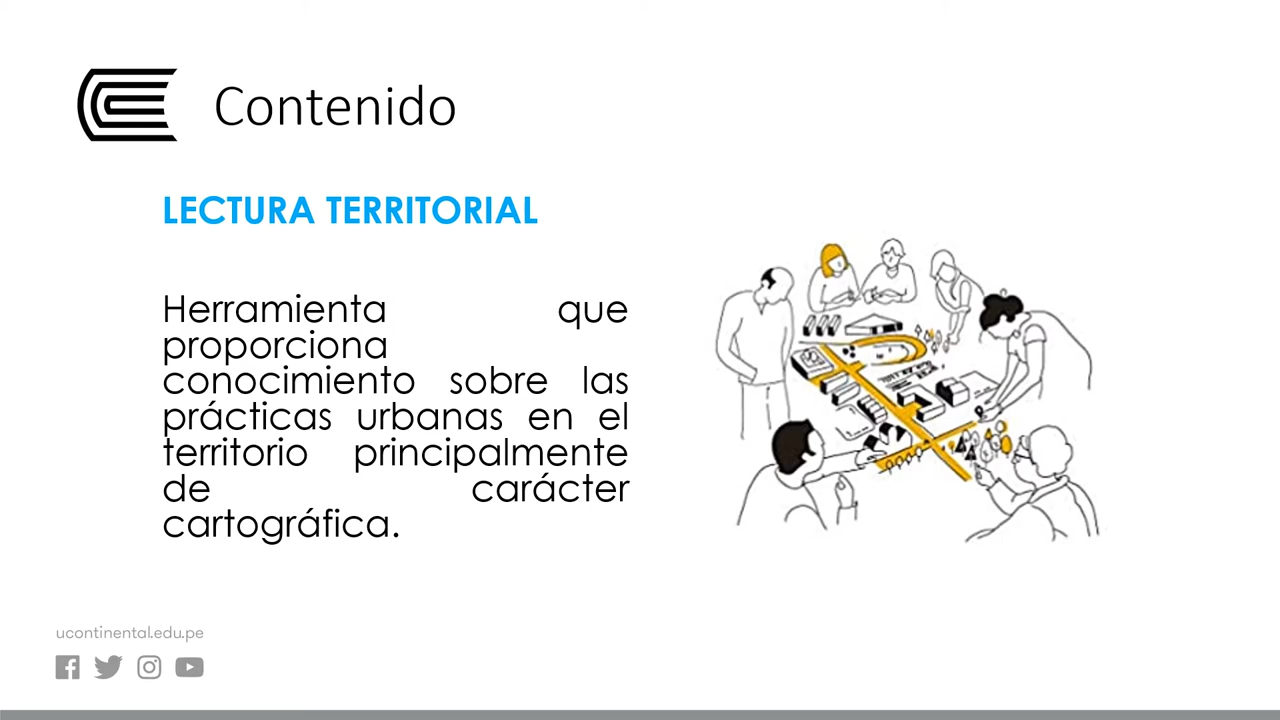 Contenido
LECTURA TERRITORIAL
Herramienta que
proporciona
conocimiento sobre las
prácticas urbanas en el
territorio principalmente
de carácter
cartográfica.
ucontinental.edu.pe